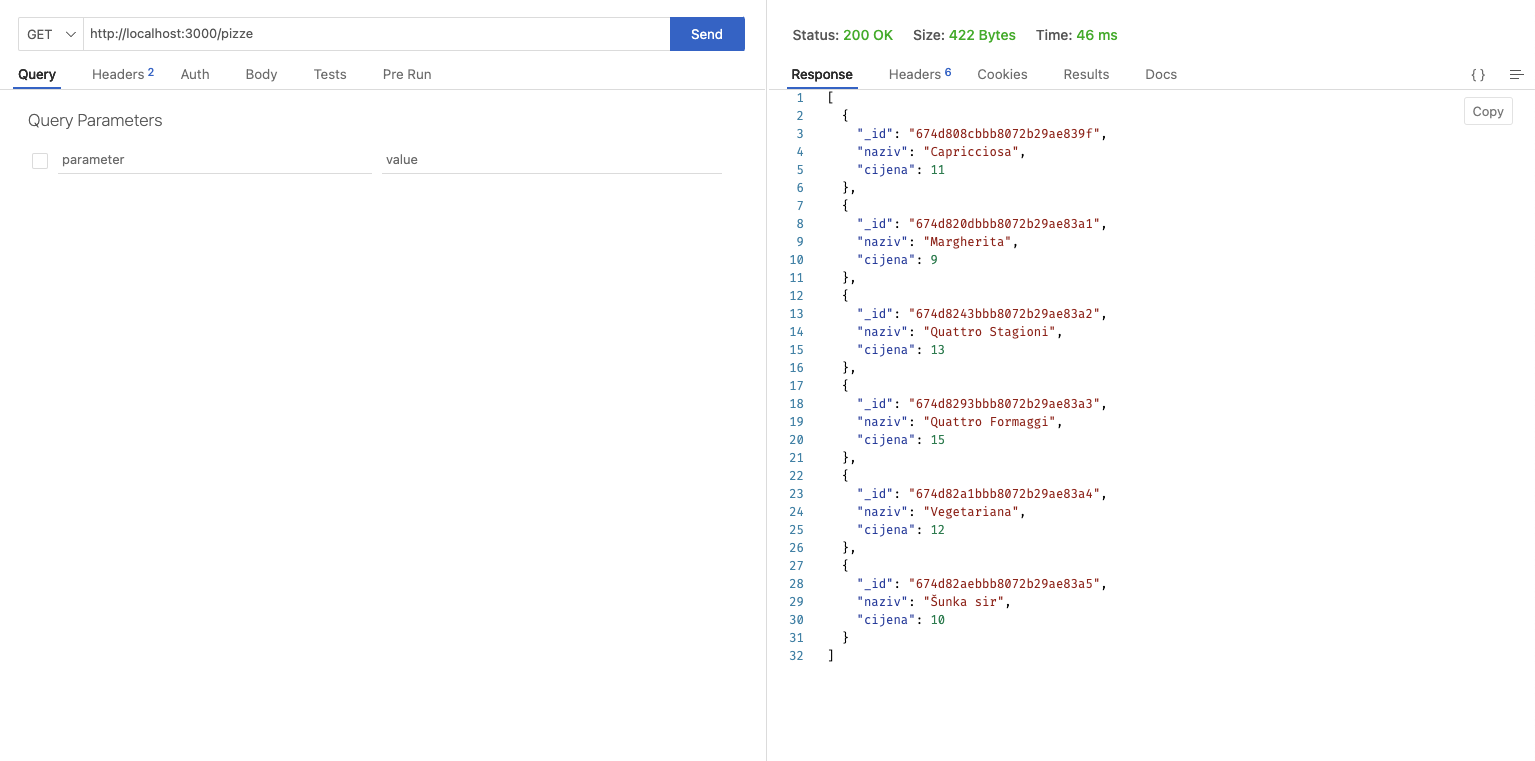 GET http://localhost:3000/pizze Send
Query Headers 2 Auth Body Tests Pre Run
Query Parameters
parameter value
Status: 200 OK Size: 422 Bytes Time: 46 ms
Response Headers 6 Cookies Results Docs { }
Copy
1 [
2 {
3 "_id": "674d808cbbb8072b29ae839f",
4 "naziv": "Capricciosa",
5 "cijena": 11
6 },
7 {
8 "_id": "674d820dbbb8072b29ae83a1",
9 "naziv": "Margherita",
10 "cijena": 9
11 },
12 {
13 "_id": "674d8243bbb8072b29ae83a2",
14 "naziv": "Quattro Stagioni",
15 "cijena": 13
16 },
17 {
18 "_id": "674d8293bbb8072b29ae83a3",
19 "naziv": "Quattro Formaggi",
20 "cijena": 15
21 },
22 {
23 "_id": "674d82a1bbb8072b29ae83a4",
24 "naziv": "Vegetariana",
25 "cijena": 12
26 },
27 {
28 "_id": "674d82aebbb8072b29ae83a5",
29 "naziv": "Šunka sir",
30 "cijena": 10
31 }
32 ]